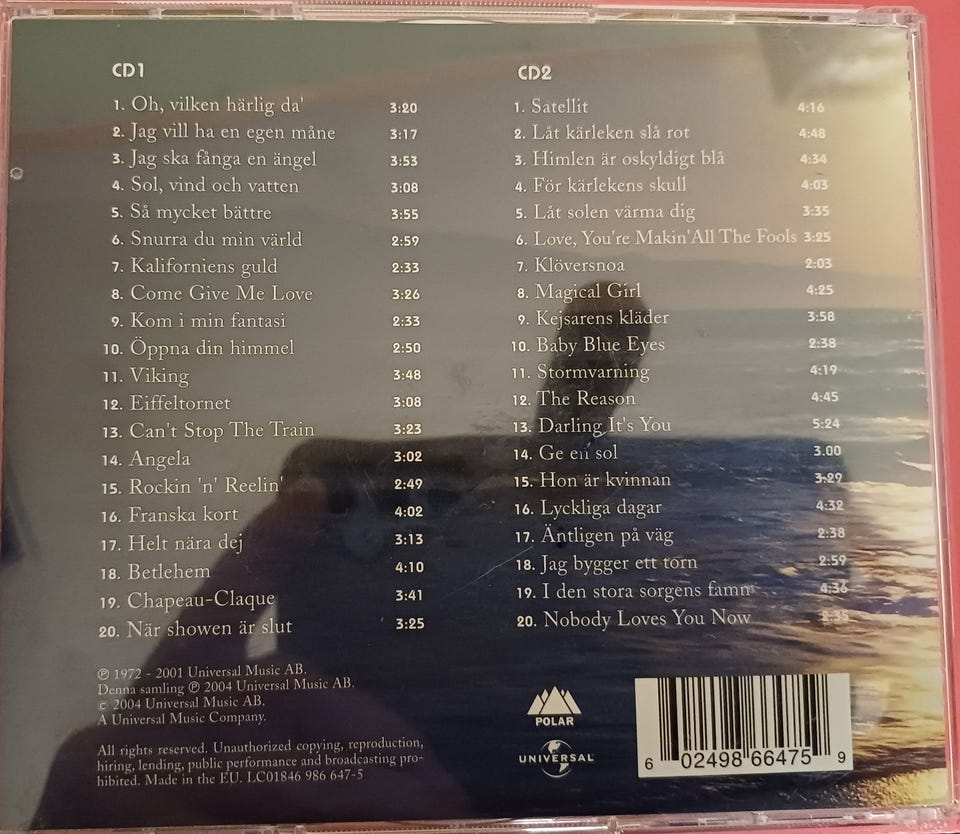 CD1
1. Oh, vilken härlig da' 3:20
2. Jag vill ha en egen måne 3:17
3. Jag ska fånga en ängel 3:53
4. Sol, vind och vatten 3:08
5. Så mycket bättre 3:55
6. Snurra du min värld 2:59
7. Kaliforniens guld 2:33
8. Come Give Me Love 3:26
9. Kom i min fantasi 2:33
10. Öppna din himmel 2:50
11. Viking 3:48
12. Eiffeltornet 3:08
13. Can't Stop The Train 3:23
14. Angela 3:02
15. Rockin 'n' Reelin' 2:49
16. Franska kort 4:02
17. Helt nära dej 3:13
18. Betlehem 4:10
19. Chapeau-Claque 3:41
20. När showen är slut 3:25
CD2
1. Satellit 4:16
2. Låt kärleken slå rot 4:48
3. Himlen är oskyldigt blå 4:34
4. För kärlekens skull 4:03
5. Låt solen värma dig 3:35
6. Love, You're Makin'All The Fools 3:25
7. Klöversnoa 2:03
8. Magical Girl 4:25
9. Kejsarens kläder 3:58
10. Baby Blue Eyes 2:38
11. Stormvarning 4:19
12. The Reason 4:45
13. Darling It's You 5:24
14. Ge en sol 3.00
15. Hon är kvinnan 3:29
16. Lyckliga dagar 4:32
17. Äntligen på väg 2:38
18. Jag bygger ett torn 2:59
19. I den stora sorgens famn 4:36
20. Nobody Loves You Now
℗ 1972 - 2001 Universal Music AB.
Denna samling ℗ 2004 Universal Music AB.
© 2004 Universal Music AB.
A Universal Music Company.
All rights reserved. Unauthorized copying, reproduction,
hiring, lending, public performance and broadcasting pro-
hibited. Made in the EU. LC01846 986 647-5
POLAR
UNIVERSAL
6 02498 66475 9